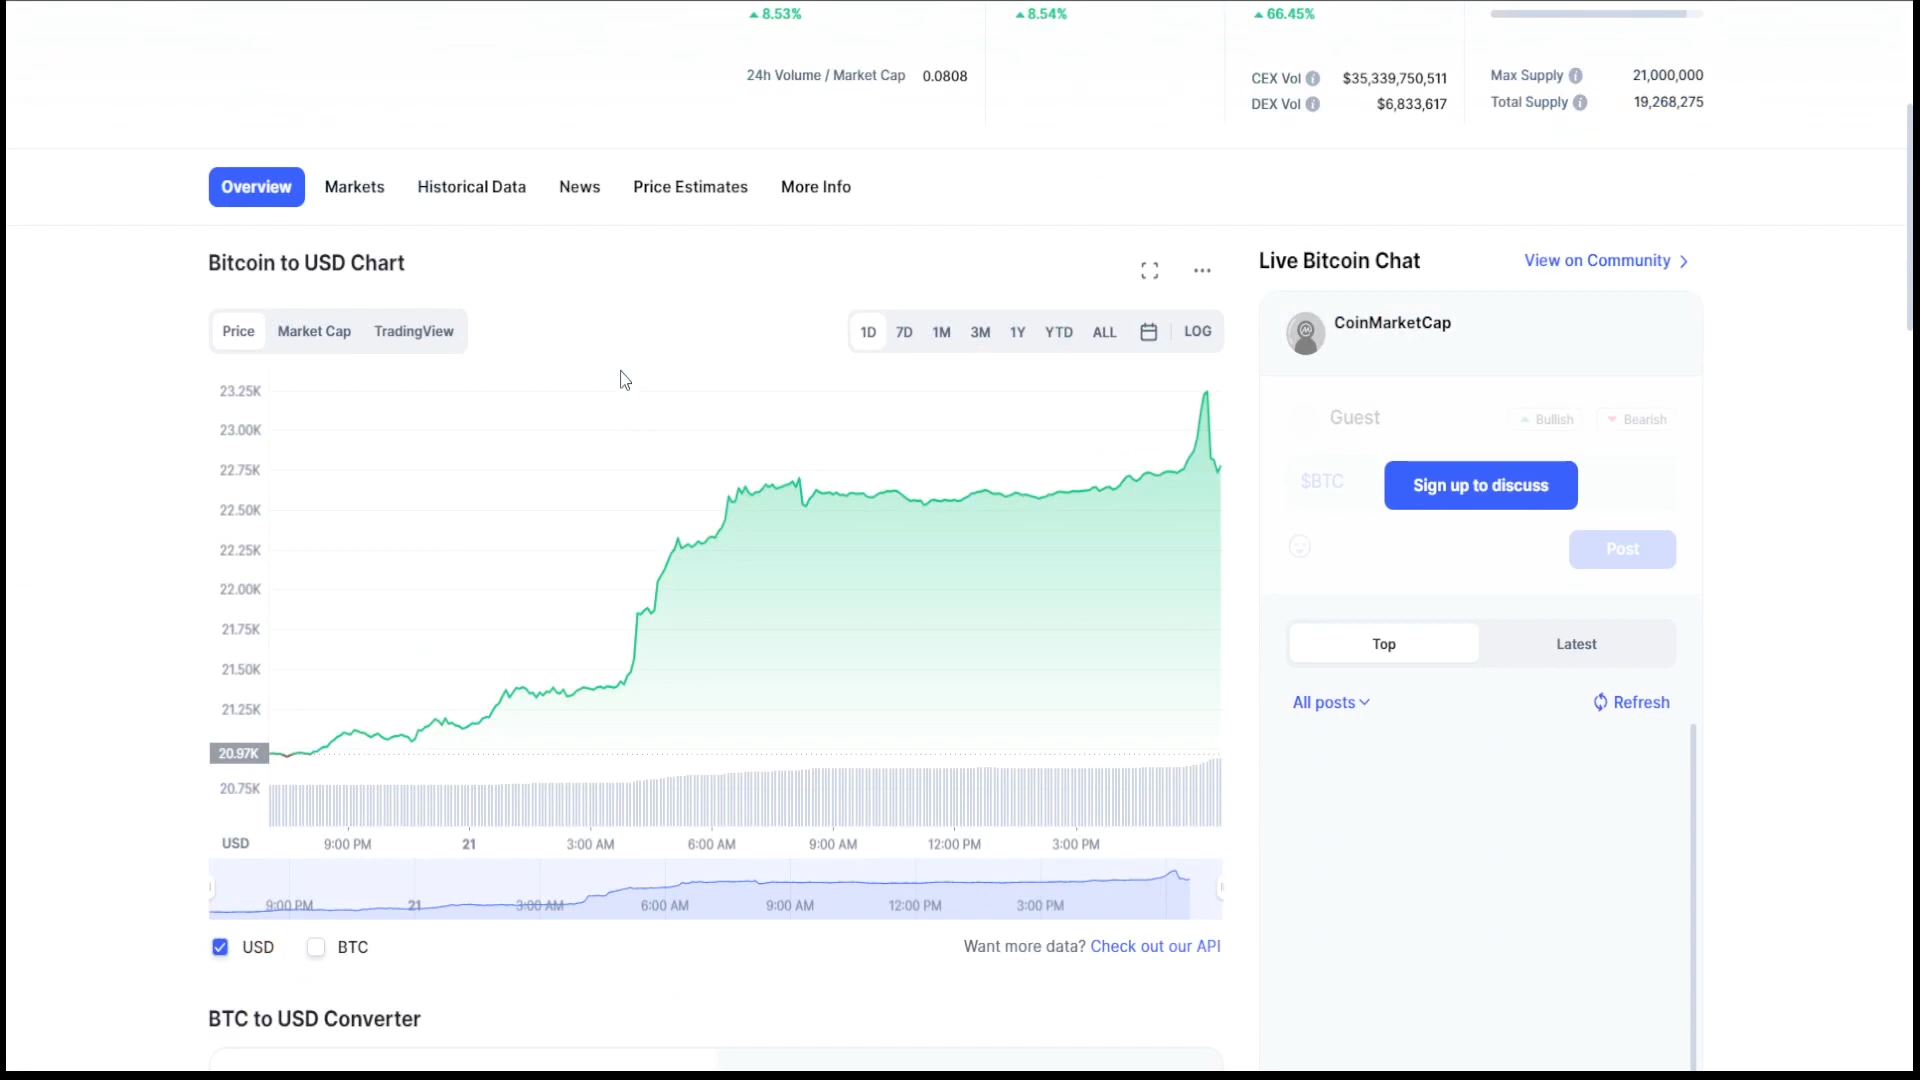 8.53%
8.54%
66.45%
24h Volume / Market Cap 0.0808
CEX Vol $35,339,750,511
DEX Vol $6,833,617
Max Supply 21,000,000
Total Supply 19,268,275
Overview Markets Historical Data News Price Estimates More Info
Bitcoin to USD Chart
Price Market Cap TradingView
1D 7D 1M 3M 1Y YTD ALL LOG
23.25K
23.00K
22.75K
22.50K
22.25K
22.00K
21.75K
21.50K
21.25K
20.97K
20.75K
USD 9:00 PM 21 3:00 AM 6:00 AM 9:00 AM 12:00 PM 3:00 PM
9:00 PM 21 3:00 AM 6:00 AM 9:00 AM 12:00 PM 3:00 PM
USD BTC
Want more data? Check out our API
BTC to USD Converter
Live Bitcoin Chat
View on Community
CoinMarketCap
Guest
Bullish Bearish
$BTC
Sign up to discuss
Post
Top Latest
All posts
Refresh